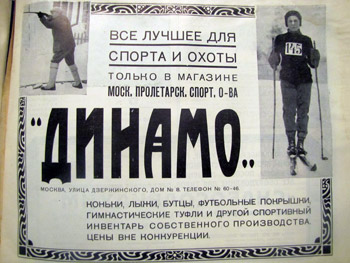 ВСЕ ЛУЧШЕЕ ДЛЯ
СПОРТА И ОХОТЫ
ТОЛЬКО В МАГАЗИНЕ
МОСК. ПРОЛЕТАРСК. СПОРТ. О-ВА
"ДИНАМО"
МОСКВА, УЛИЦА ДЗЕРЖИНСКОГО, ДОМ № 8. ТЕЛЕФОН № 60-46.
КОНЬКИ, ЛЫЖИ, БУТЦЫ, ФУТБОЛЬНЫЕ ПОКРЫШКИ,
ГИМНАСТИЧЕСКИЕ ТУФЛИ И ДРУГОЙ СПОРТИВНЫЙ
ИНВЕНТАРЬ СОБСТВЕННОГО ПРОИЗВОДСТВА.
ЦЕНЫ ВНЕ КОНКУРЕНЦИИ.
145